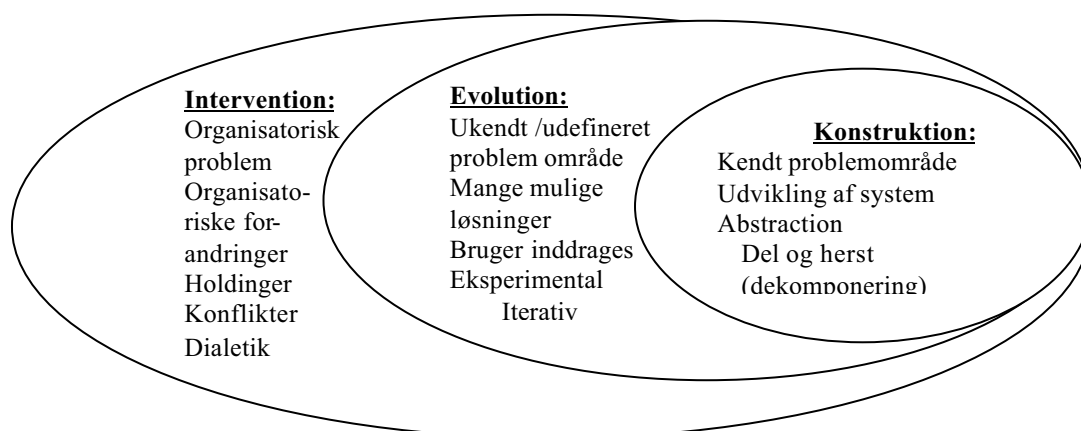 Intervention:
Organisatorisk
problem
Organisato-
riske for-
andringer
Holdinger
Konflikter
Dialetik
Evolution:
Ukendt /udefineret
problem område
Mange mulige
løsninger
Bruger inddrages
Eksperimental
Iterativ
Konstruktion:
Kendt problemområde
Udvikling af system
Abstraction
Del og herst
(dekomponering)